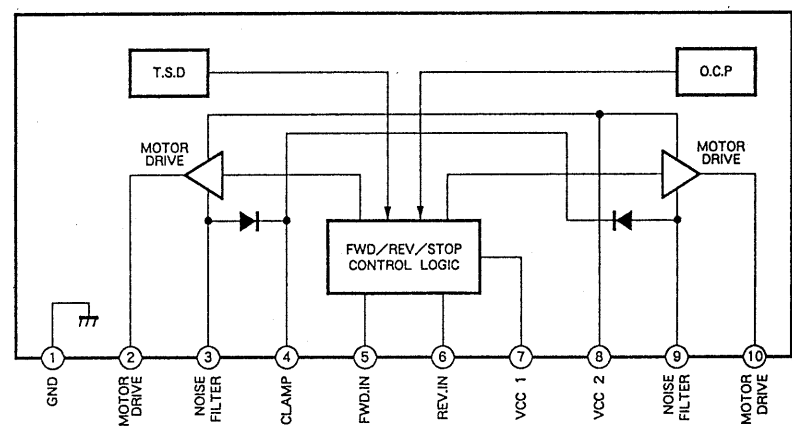 T.S.D
O.C.P
MOTOR
DRIVE
MOTOR
DRIVE
FWD/REV/STOP
CONTROL LOGIC
1
2
3
4
5
6
7
8
9
10
GND
MOTOR
DRIVE
NOISE
FILTER
CLAMP
FWD.IN
REV.IN
VCC 1
VCC 2
NOISE
FILTER
MOTOR
DRIVE